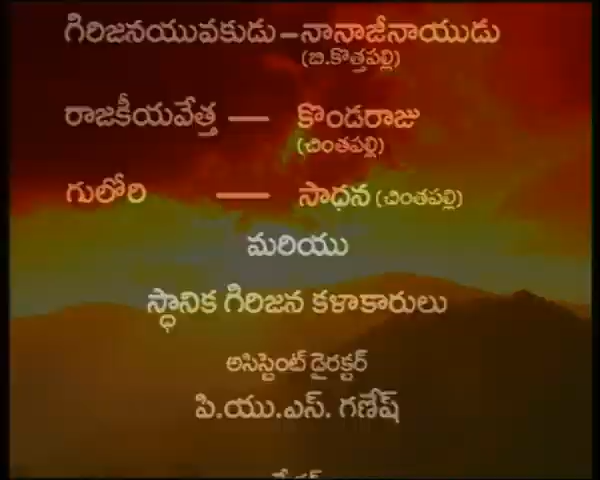 గిరిజనయువకుడు – నానాజీనాయుడు
(బి.కొత్తపల్లి)
రాజకీయవేత్త — కొండరాజు
(చింతపల్లి)
గులోరి — సాధన (చింతపల్లి)
మరియు
స్థానిక గిరిజన కళాకారులు
అసిస్టెంట్ డైరక్టర్
పి.యు.ఎస్. గణేష్